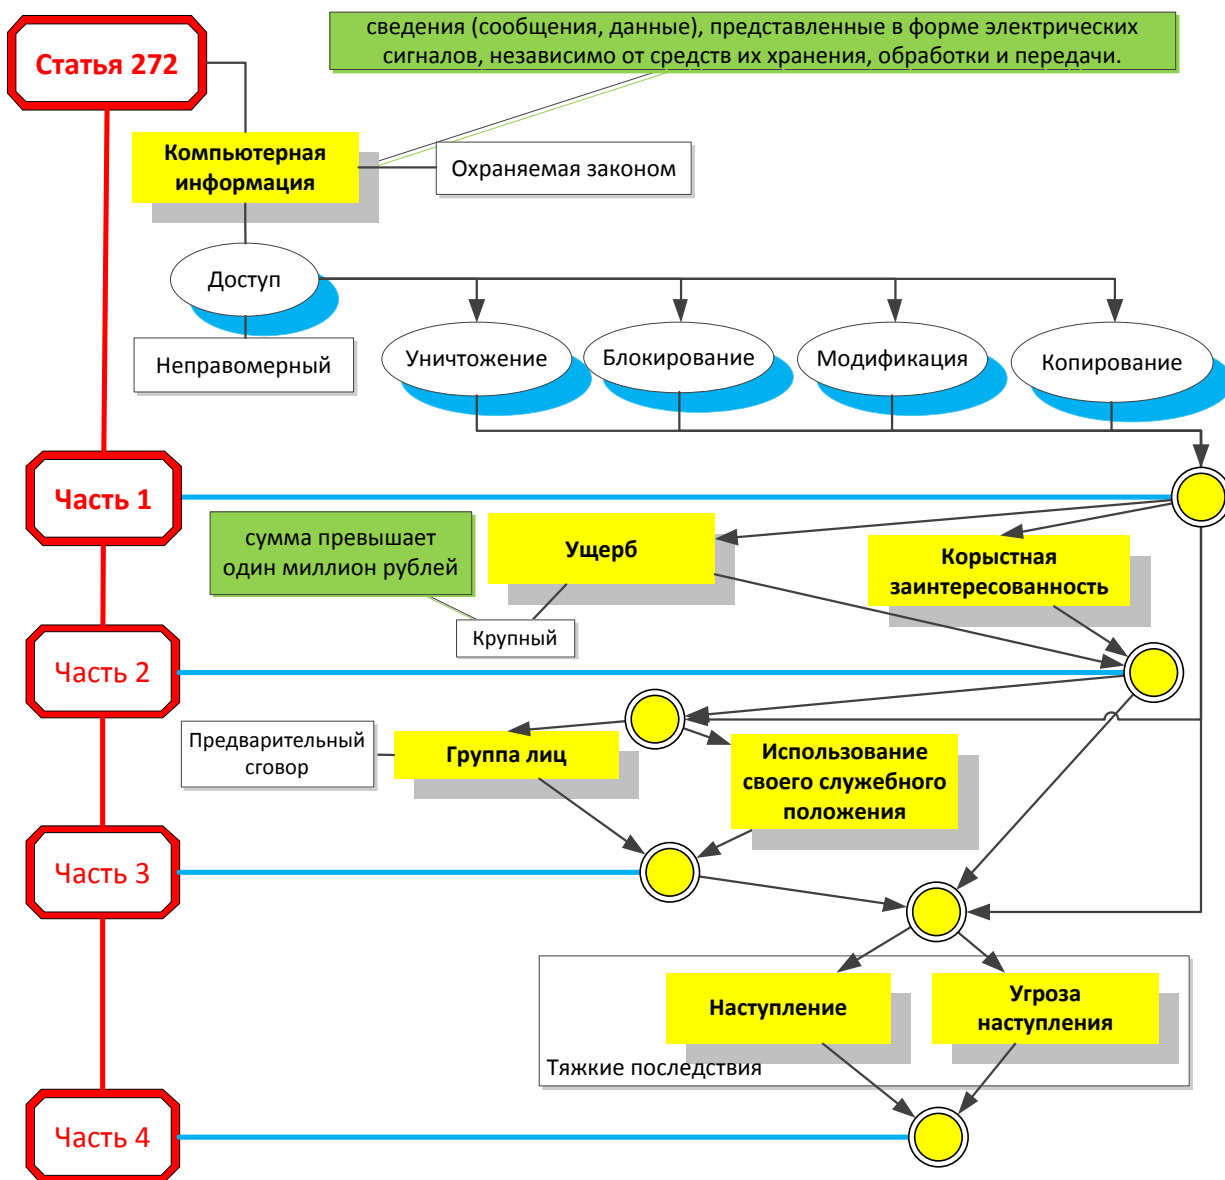 сведения (сообщения, данные), представленные в форме электрических
сигналов, независимо от средств их хранения, обработки и передачи.
Статья 272
Компьютерная
информация
Охраняемая законом
Доступ
Неправомерный
Уничтожение
Блокирование
Модификация
Копирование
Часть 1
сумма превышает
один миллион рублей
Ущерб
Корыстная
заинтересованность
Крупный
Часть 2
Предварительный
сговор
Группа лиц
Использование
своего служебного
положения
Часть 3
Наступление
Угроза
наступления
Тяжкие последствия
Часть 4